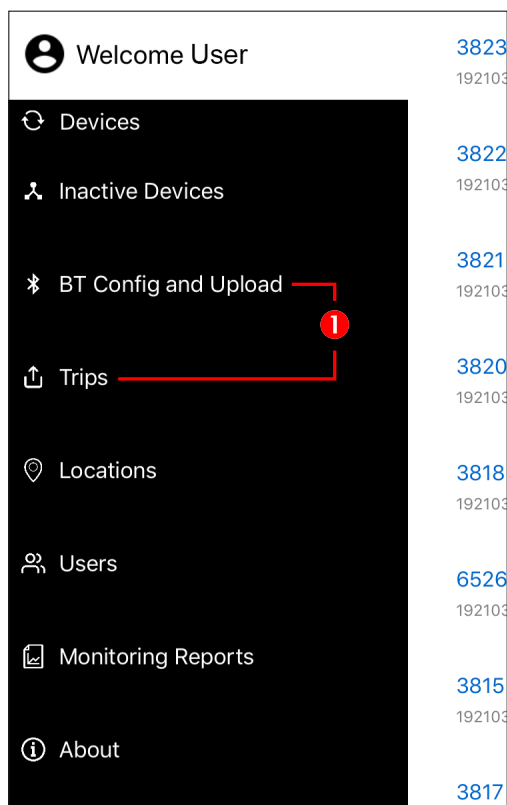 Welcome User
Devices
Inactive Devices
BT Config and Upload
1
Trips
Locations
Users
Monitoring Reports
About
3823
192103
3822
192103
3821
192103
3820
192103
3818
192103
6526
192103
3815
192103
3817